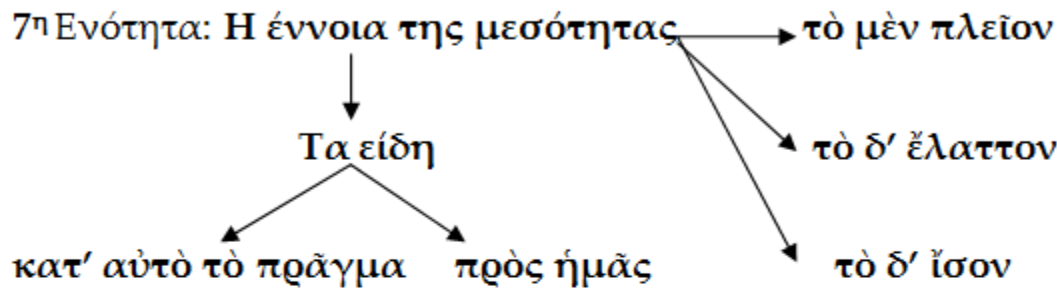 7η Ενότητα: Η έννοια της μεσότητας τὸ μὲν πλεῖον
Τα είδη τὸ δ’ ἔλαττον
κατ’ αὐτὸ τὸ πρᾶγμα πρὸς ἡμᾶς τὸ δ’ ἴσον